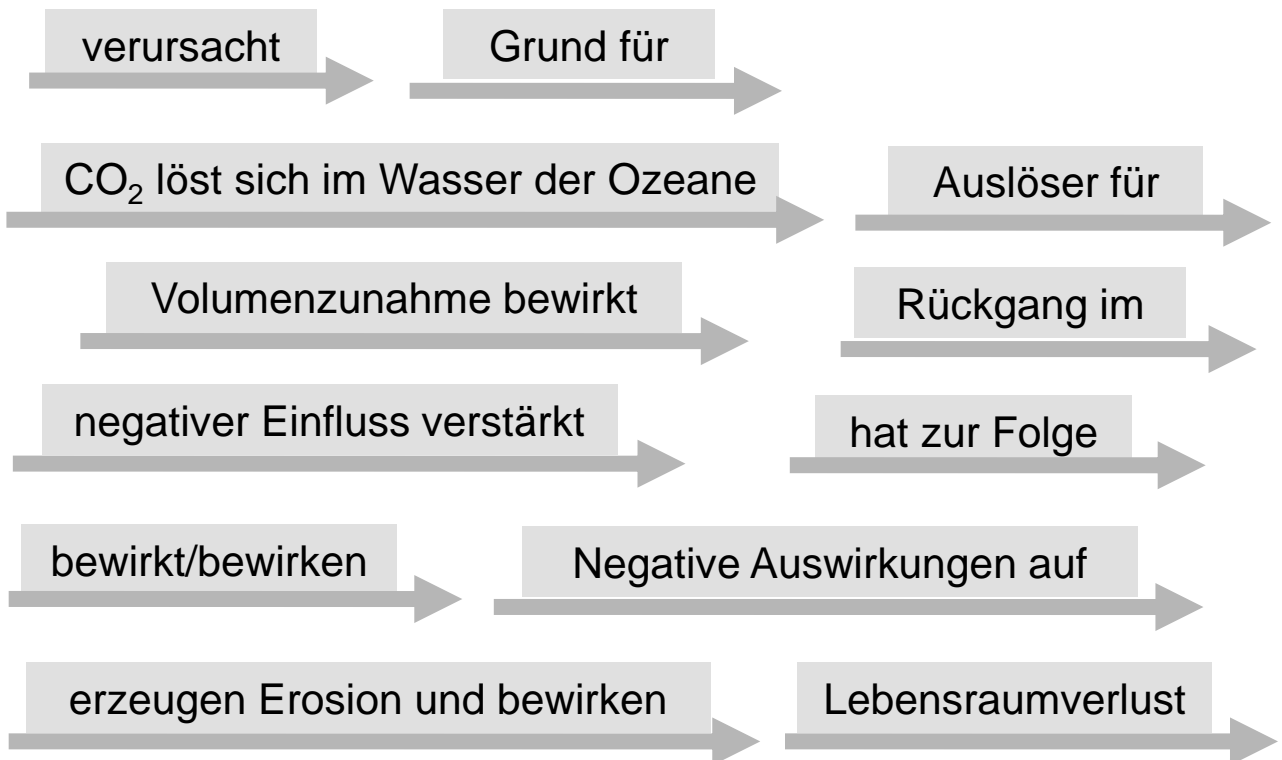 verursacht
Grund für
CO₂ löst sich im Wasser der Ozeane
Auslöser für
Volumenzunahme bewirkt
Rückgang im
negativer Einfluss verstärkt
hat zur Folge
bewirkt/bewirken
Negative Auswirkungen auf
erzeugen Erosion und bewirken
Lebensraumverlust